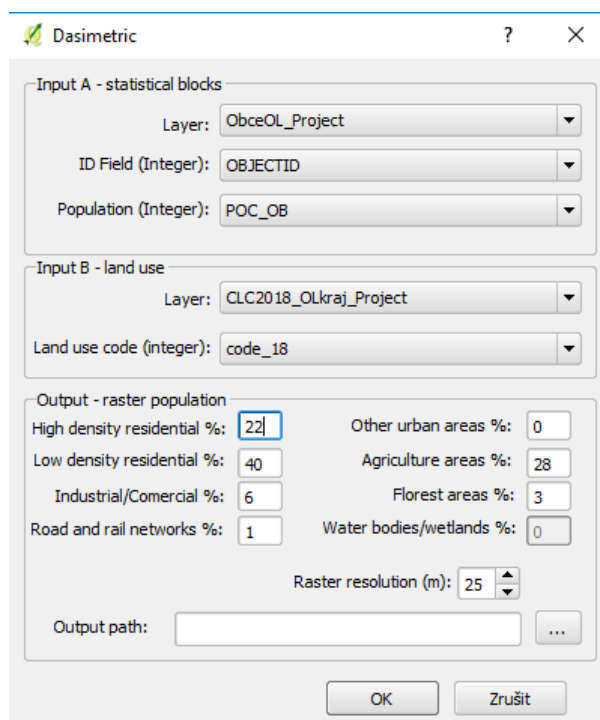 Dasimetric ?
Input A - statistical blocks
Layer: ObceOL_Project
ID Field (Integer): OBJECTID
Population (Integer): POC_OB
Input B - land use
Layer: CLC2018_OLkraj_Project
Land use code (integer): code_18
Output - raster population
High density residential %: 22 Other urban areas %: 0
Low density residential %: 40 Agriculture areas %: 28
Industrial/Comercial %: 6 Florest areas %: 3
Road and rail networks %: 1 Water bodies/wetlands %: 0
Raster resolution (m): 25
Output path: ...
OK Zrušit